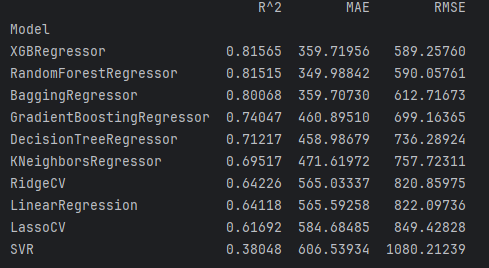 R^2 MAE RMSE
Model
XGBRegressor 0.81565 359.71956 589.25760
RandomForestRegressor 0.81515 349.98842 590.05761
BaggingRegressor 0.80068 359.70730 612.71673
GradientBoostingRegressor 0.74047 460.89510 699.16365
DecisionTreeRegressor 0.71217 458.98679 736.28924
KNeighborsRegressor 0.69517 471.61972 757.72311
RidgeCV 0.64226 565.03337 820.85975
LinearRegression 0.64118 565.59258 822.09736
LassoCV 0.61692 584.68485 849.42828
SVR 0.38048 606.53934 1080.21239